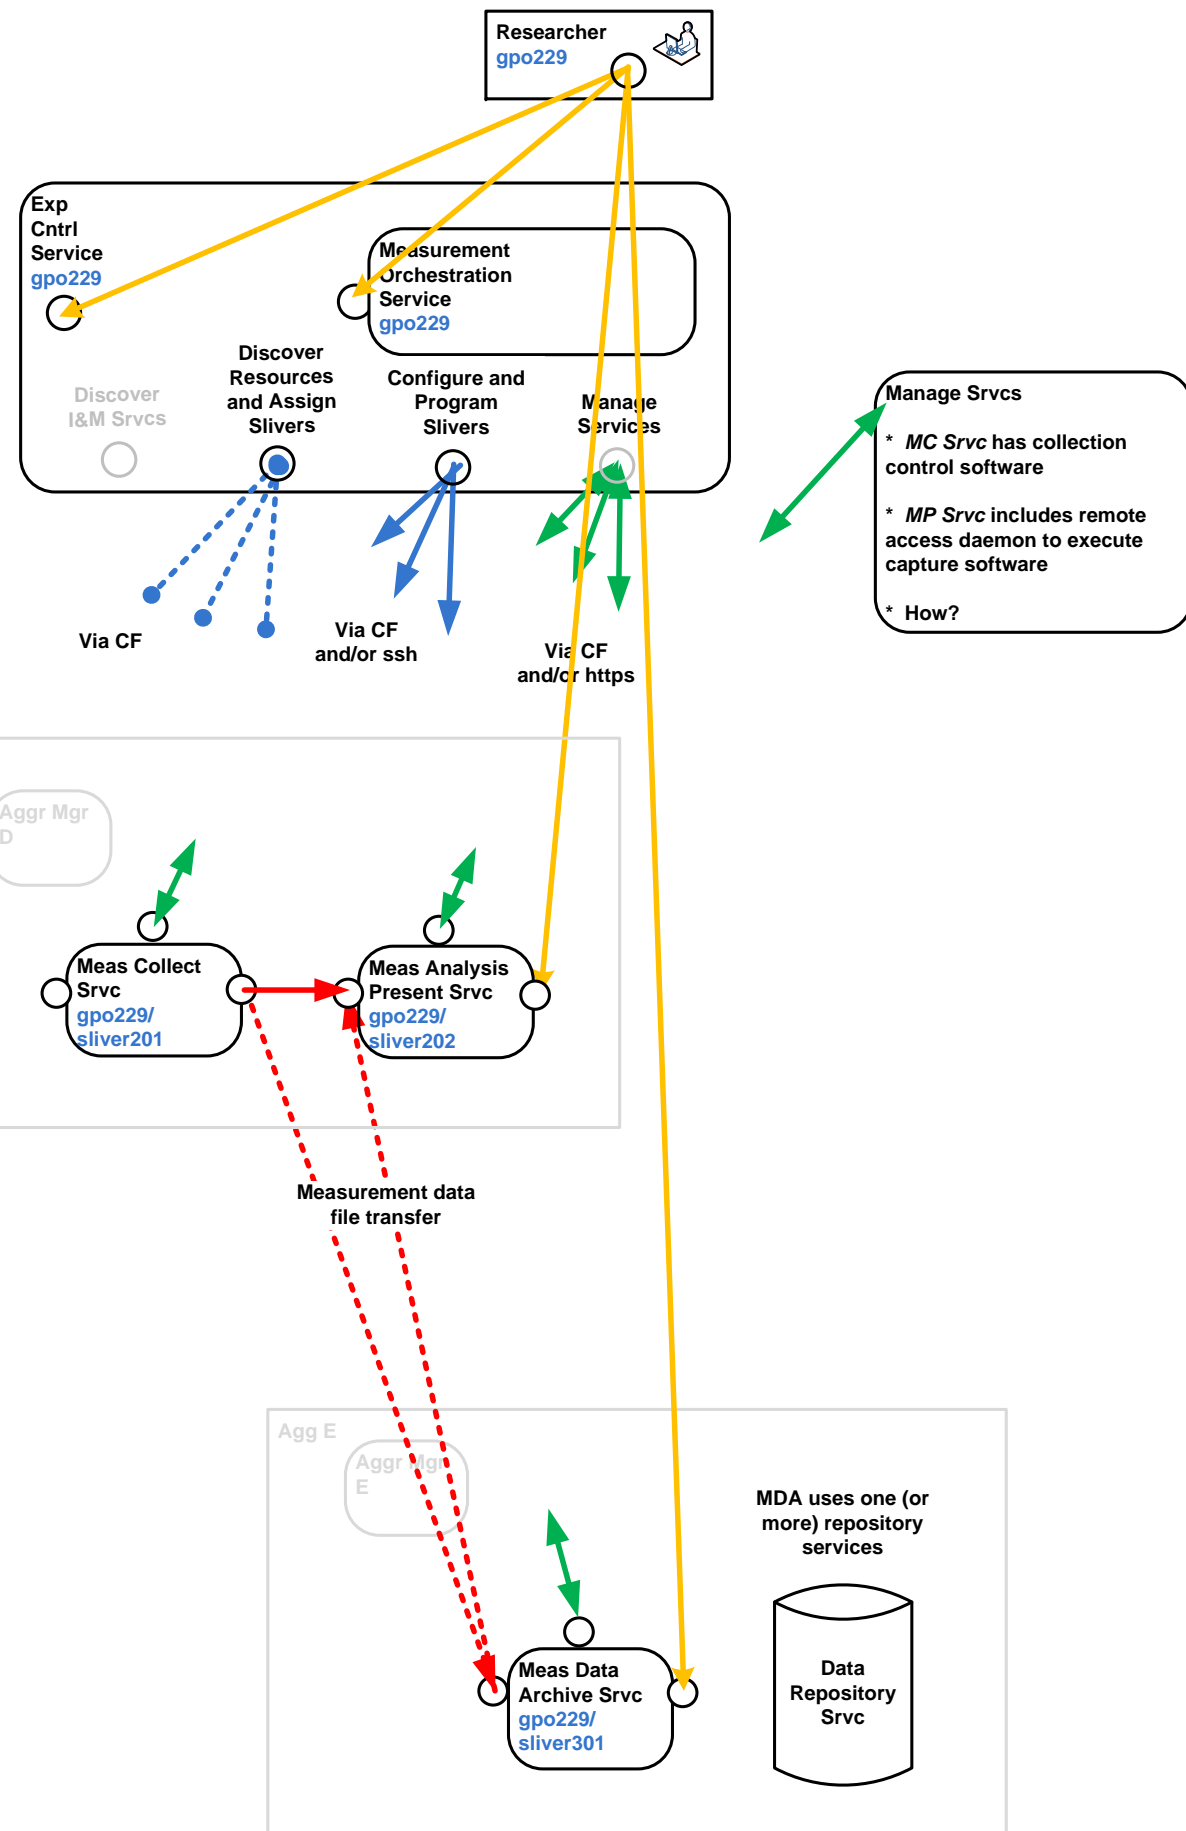 Researcher
gpo229
Exp
Cntrl
Service
gpo229
Measurement
Orchestration
Service
gpo229
Discover
I&M Srvcs
Discover
Resources
and Assign
Slivers
Configure and
Program
Slivers
Manage
Services
Manage Srvcs
* MC Srvc has collection
control software
* MP Srvc includes remote
access daemon to execute
capture software
* How?
Via CF
Via CF
and/or ssh
Via CF
and/or https
Aggr Mgr
D
Meas Collect
Srvc
gpo229/
sliver201
Meas Analysis
Present Srvc
gpo229/
sliver202
Measurement data
file transfer
Agg E
Aggr Mgr
E
MDA uses one (or
more) repository
services
Meas Data
Archive Srvc
gpo229/
sliver301
Data
Repository
Srvc